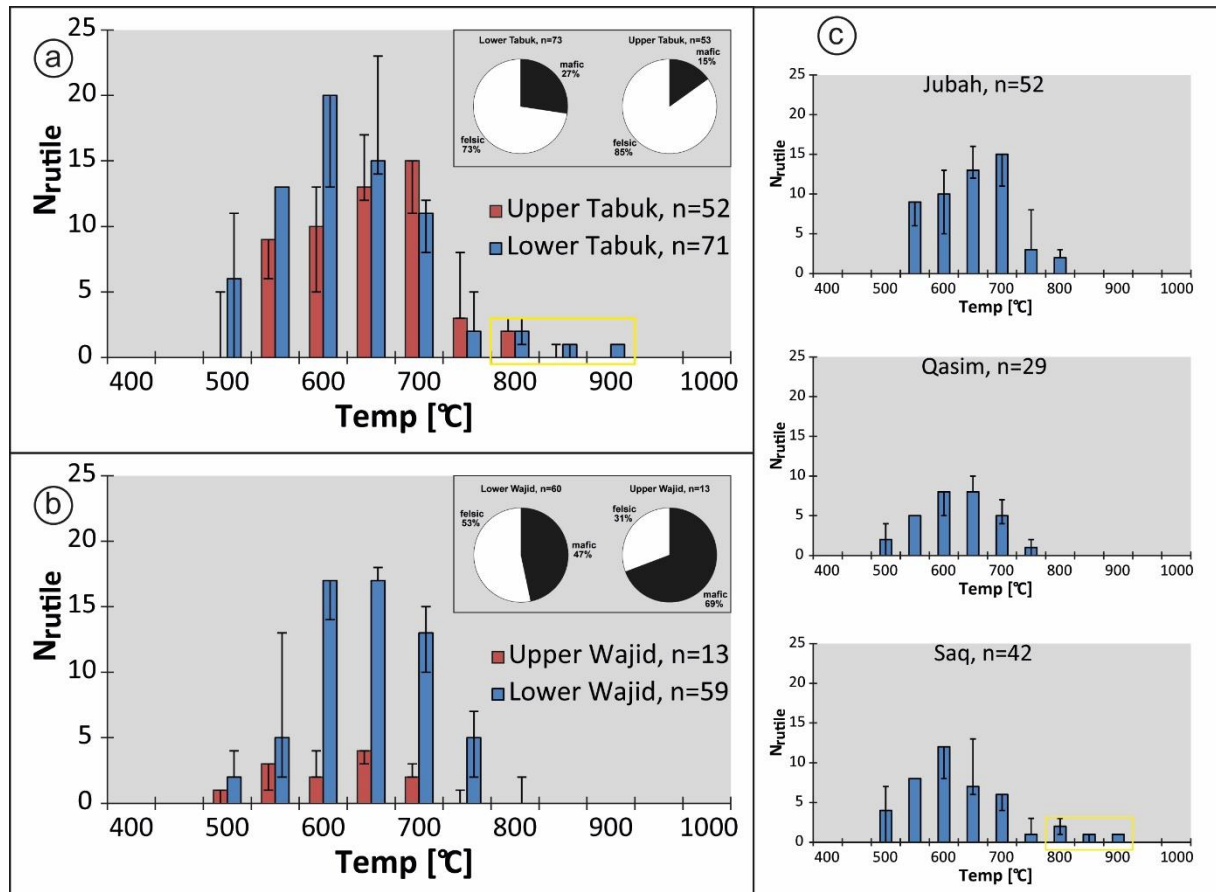 a
25
20
15
10
5
0
Nrutile
400 500 600 700 800 900 1000
Temp [°C]
Lower Tabuk, n=73
mafic
27%
felsic
73%
Upper Tabuk, n=53
mafic
15%
felsic
85%
Upper Tabuk, n=52
Lower Tabuk, n=71
b
25
20
15
10
5
0
Nrutile
400 500 600 700 800 900 1000
Temp [°C]
Lower Wajid, n=60
felsic
53%
mafic
47%
Upper Wajid, n=13
felsic
31%
mafic
69%
Upper Wajid, n=13
Lower Wajid, n=59
c
Jubah, n=52
25
20
15
10
5
0
Nrutile
400 500 600 700 800 900 1000
Temp [°C]
Qasim, n=29
25
20
15
10
5
0
Nrutile
400 500 600 700 800 900 1000
Temp [°C]
Saq, n=42
25
20
15
10
5
0
Nrutile
400 500 600 700 800 900 1000
Temp [°C]